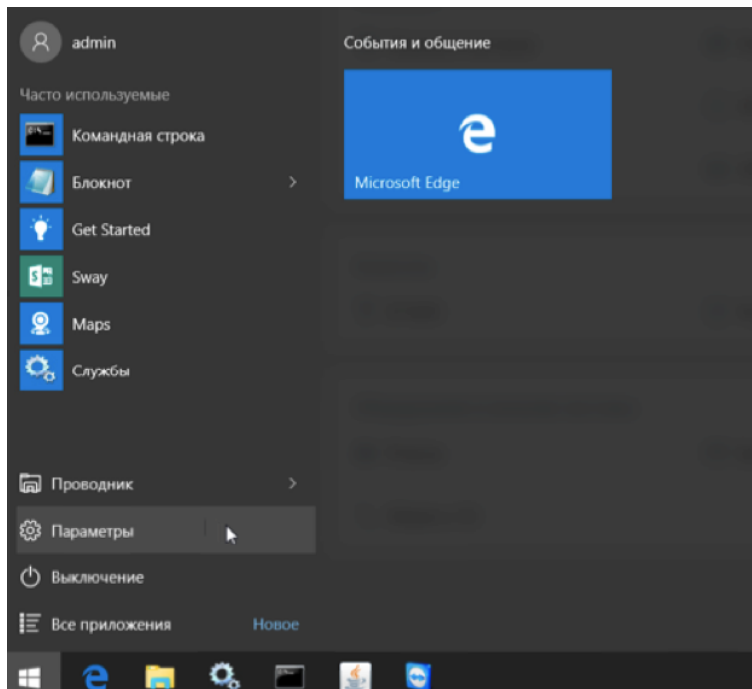 admin
Часто используемые
Командная строка
Блокнот
Get Started
Sway
Maps
Службы
Проводник
Параметры
Выключение
Все приложения Новое
События и общение
Microsoft Edge